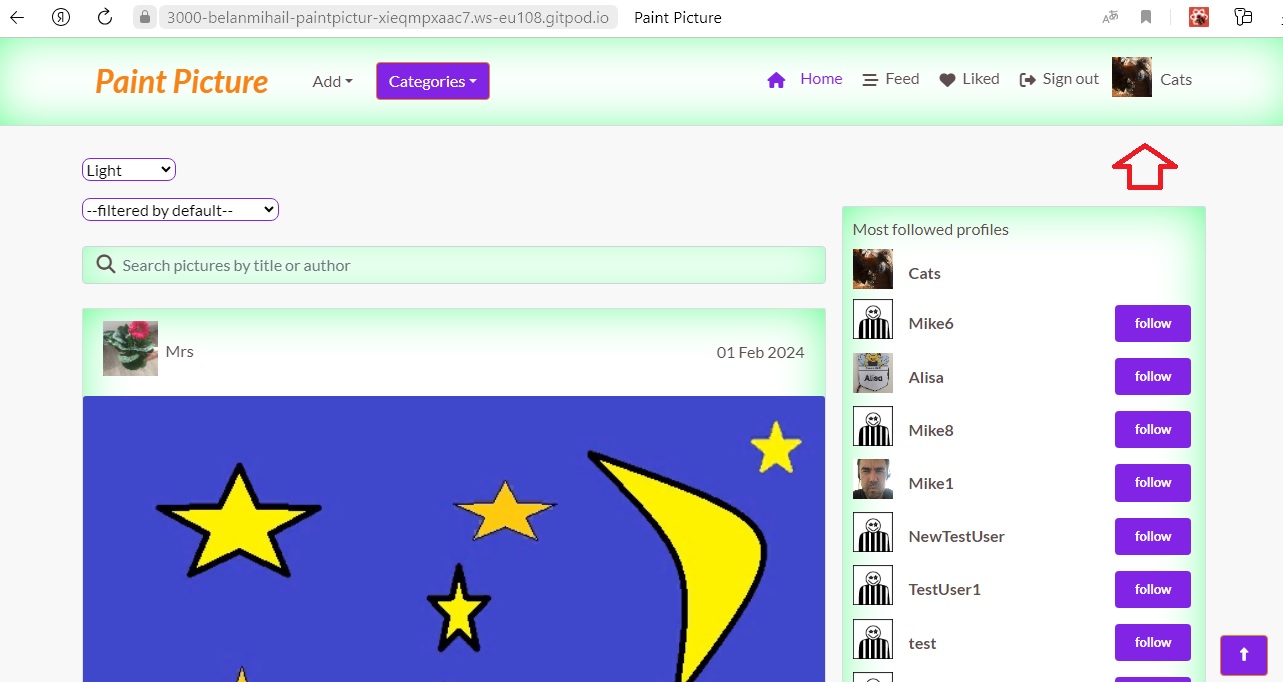 3000-belanmihail-paintpictur-xieqmpxaac7.ws-eu108.gitpod.io Paint Picture
Paint Picture Add Categories Home Feed Liked Sign out Cats
Light
--filtered by default--
Search pictures by title or author
Mrs 01 Feb 2024
Most followed profiles
Cats
Mike6 follow
Alisa follow
Mike8 follow
Mike1 follow
NewTestUser follow
TestUser1 follow
test follow